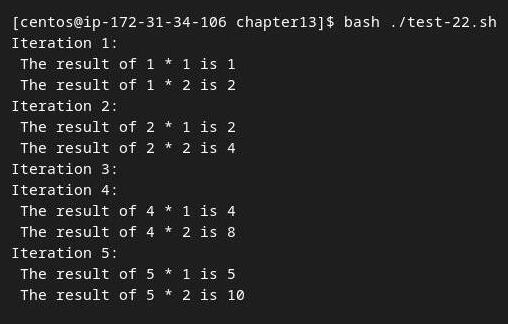 [centos@ip-172-31-34-106 chapter13]$ bash ./test-22.sh
Iteration 1:
 The result of 1 * 1 is 1
 The result of 1 * 2 is 2
Iteration 2:
 The result of 2 * 1 is 2
 The result of 2 * 2 is 4
Iteration 3:
Iteration 4:
 The result of 4 * 1 is 4
 The result of 4 * 2 is 8
Iteration 5:
 The result of 5 * 1 is 5
 The result of 5 * 2 is 10